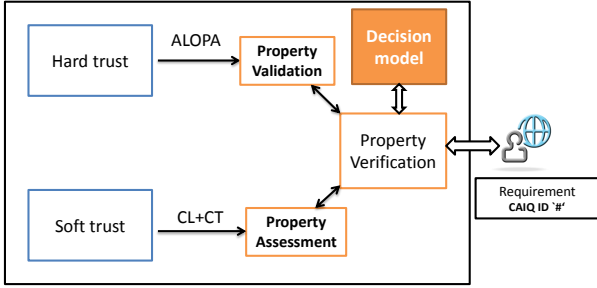 Hard trust
ALOPA
Property
Validation
Decision
model
Property
Verification
Requirement
CAIQ ID `#'
Soft trust
CL+CT
Property
Assessment